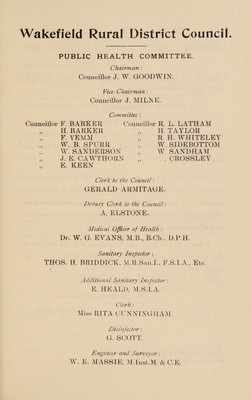 Wakefield Rural District Council.
PUBLIC HEALTH COMMITTEE.
Chairman:
Councillor J. W. GOODWIN.
Vice-Chairman:
Councillor J. MILNE.
Committee:
Councillor F. BARKER Councillor R. L. LATHAM
„ H. BARKER „ H. TAYLOR
„ F. YEMM „ R. H. WHITELEY
„ W. B. SPURR „ W. SIDEBOTTOM
„ W. SANDERSON „ W. SANDHAM
„ J. E. CAWTHORN „ CROSSLEY
„ E. KEEN
Clerk to the Council:
GERALD ARMITAGE.
Deputy Clerk to the Council:
A. ELSTONE.
Medical Officer of Health:
Dr. W. G. EVANS, M.B., B.Ch., D.P.H.
Sanitary Inspector:
THOS. H. BRIDDICK, M.R.San.I., F.S.I.A., Etc.
Additional Sanitary Inspector:
E. HEALD, M.S.I.A.
Clerk:
Miss RITA CUNNINGHAM.
Disinfector:
G. SCOTT.
Engineer and Surveyor:
W. E. MASSIE, M.Inst.M. & C.E.